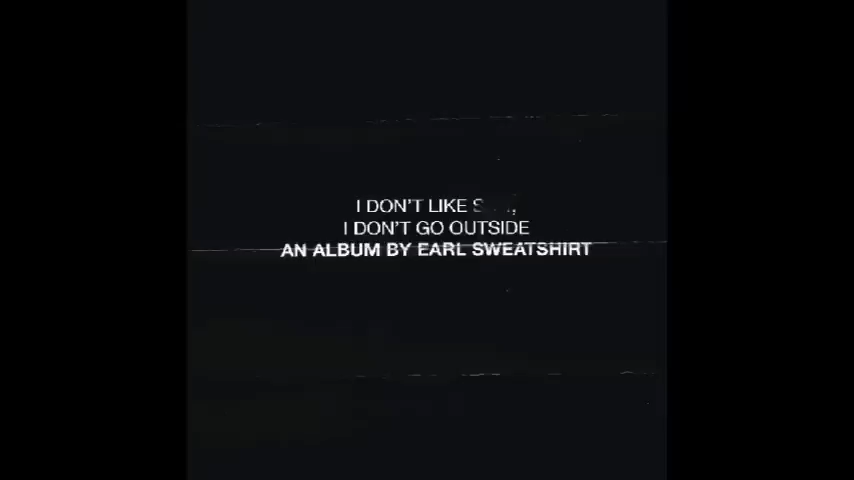 I DON'T LIKE S
I DON'T GO OUTSIDE
AN ALBUM BY EARL SWEATSHIRT